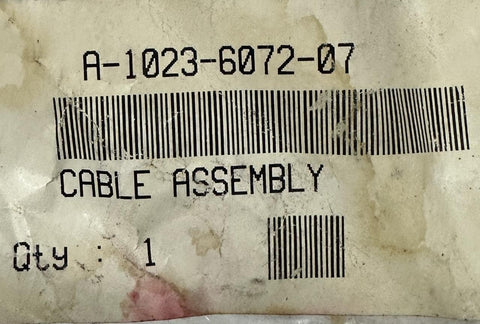 A-1023-6072-07
CABLE ASSEMBLY
Qty : 1